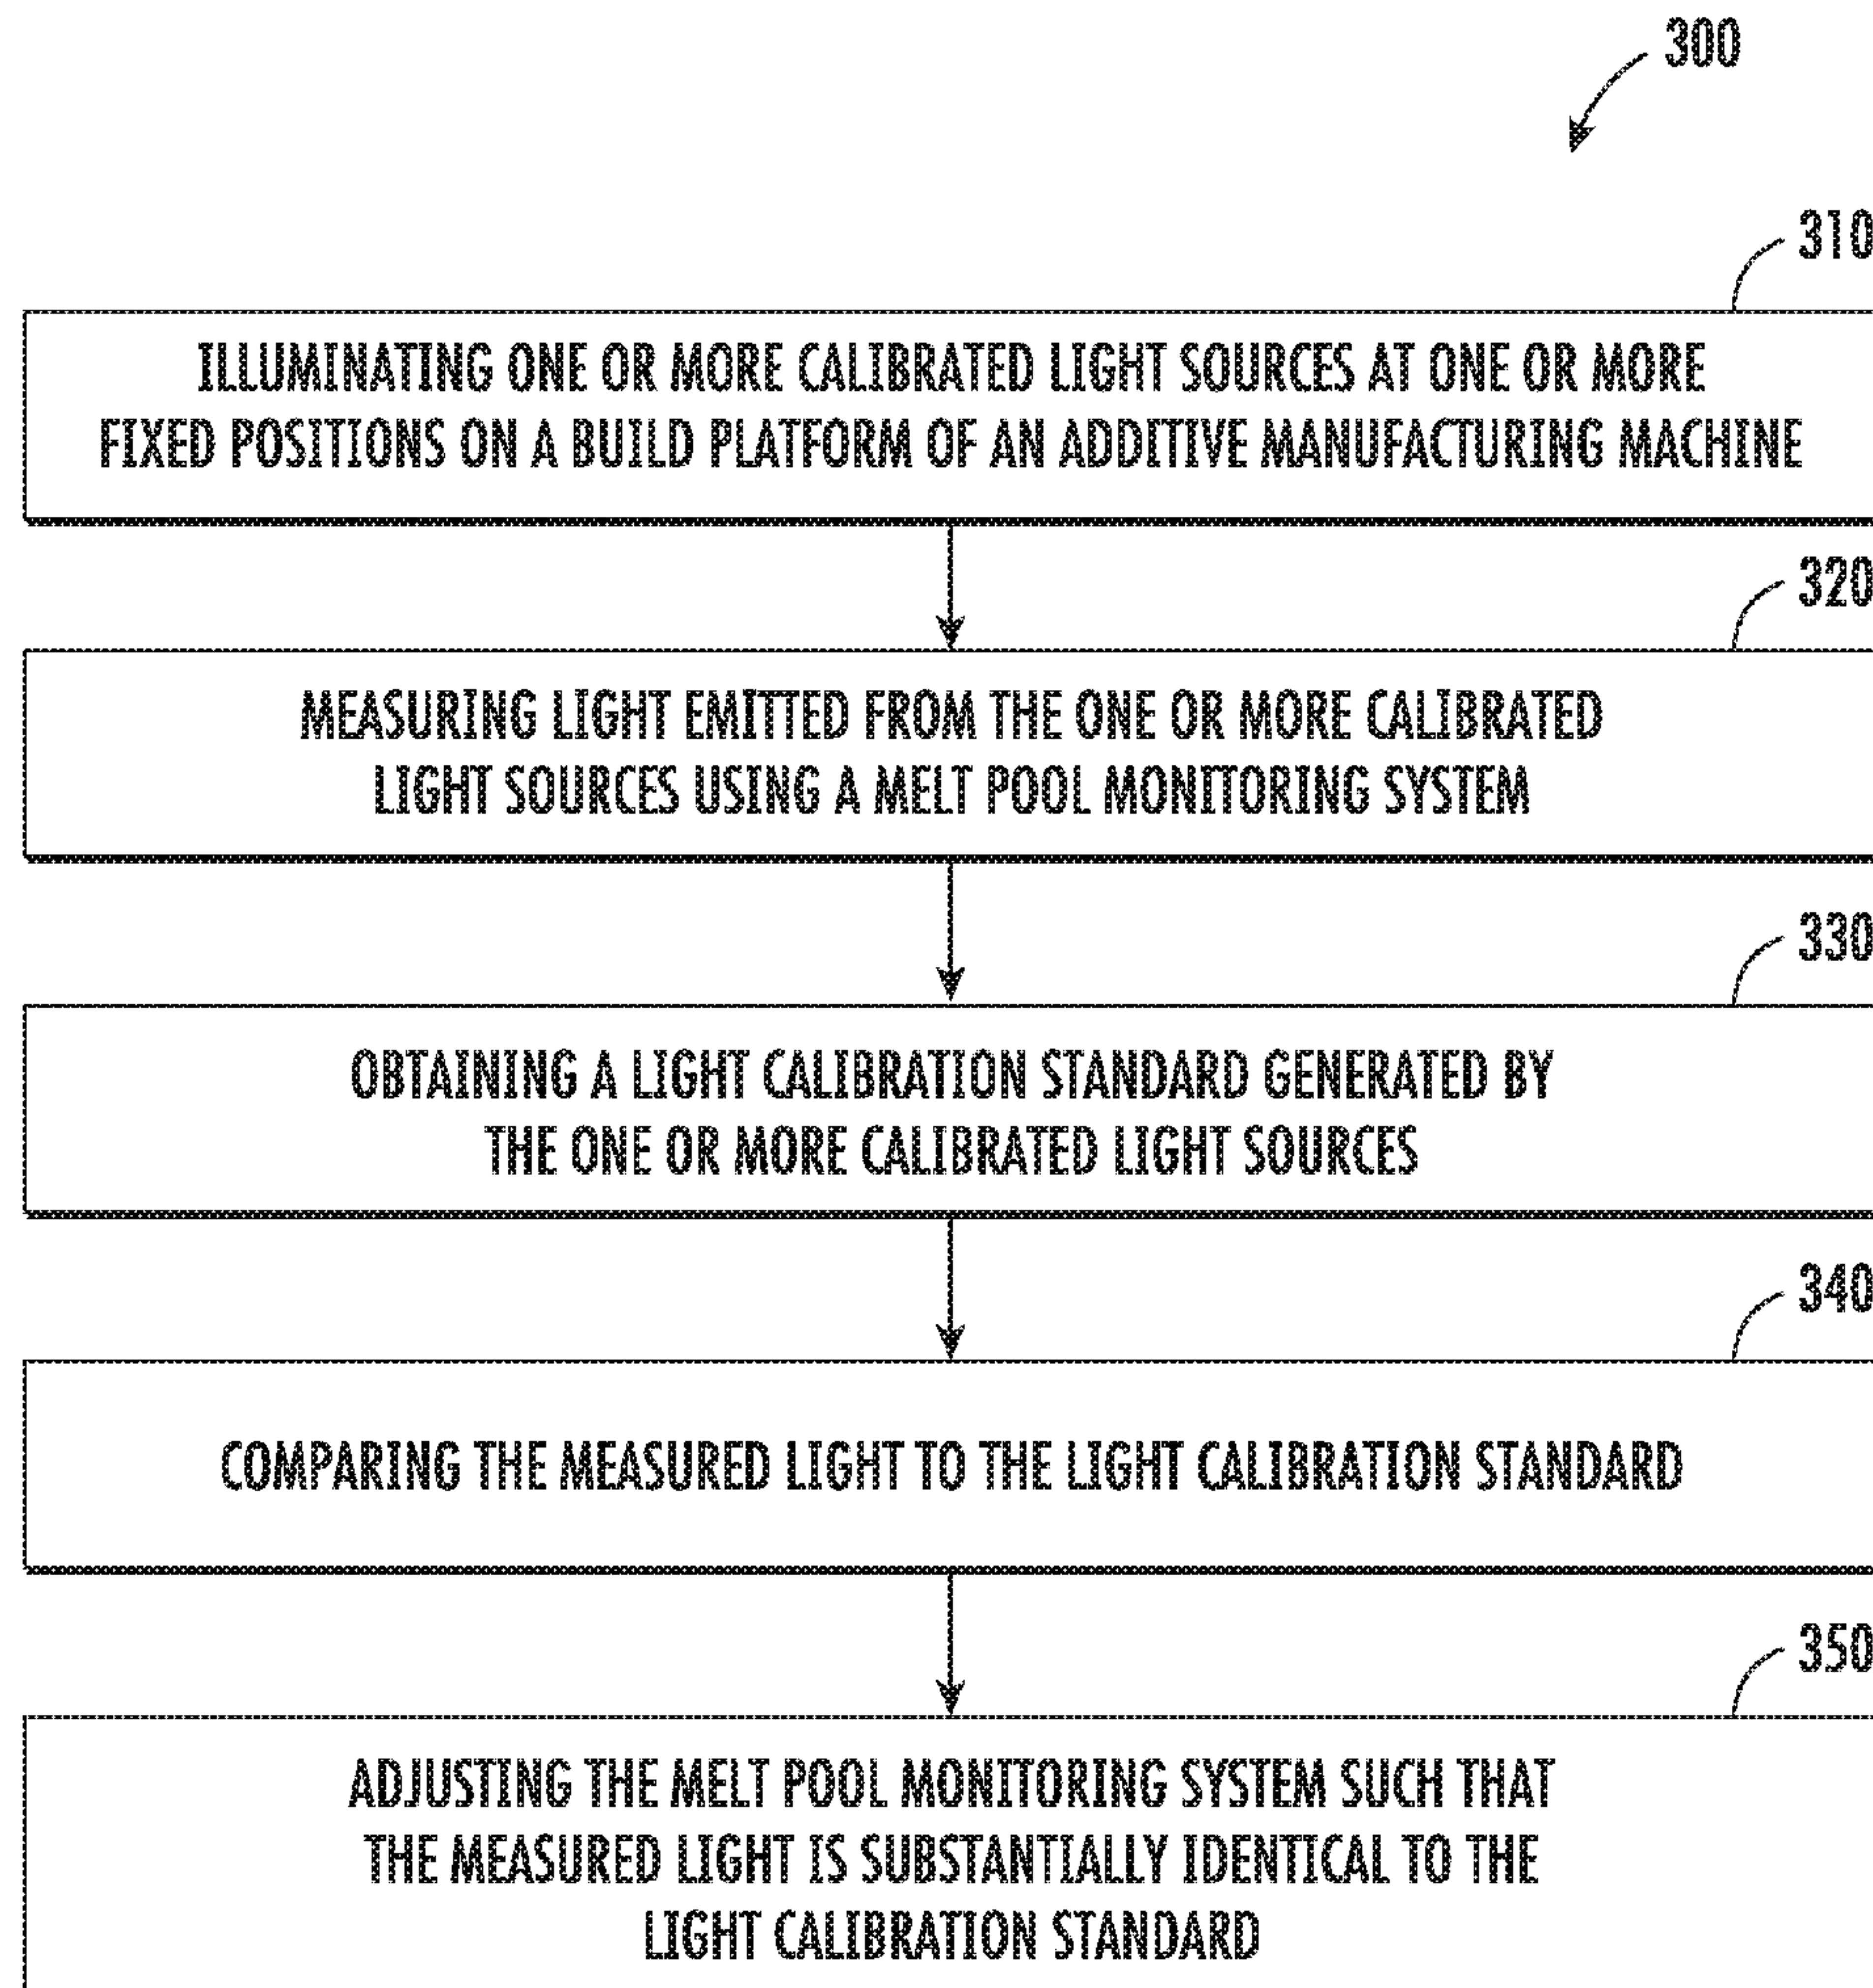 300
310
ILLUMINATING ONE OR MORE CALIBRATED LIGHT SOURCES AT ONE OR MORE
FIXED POSITIONS ON A BUILD PLATFORM OF AN ADDITIVE MANUFACTURING MACHINE
320
MEASURING LIGHT EMITTED FROM THE ONE OR MORE CALIBRATED
LIGHT SOURCES USING A MELT POOL MONITORING SYSTEM
330
OBTAINING A LIGHT CALIBRATION STANDARD GENERATED BY
THE ONE OR MORE CALIBRATED LIGHT SOURCES
340
COMPARING THE MEASURED LIGHT TO THE LIGHT CALIBRATION STANDARD
350
ADJUSTING THE MELT POOL MONITORING SYSTEM SUCH THAT
THE MEASURED LIGHT IS SUBSTANTIALLY IDENTICAL TO THE
LIGHT CALIBRATION STANDARD